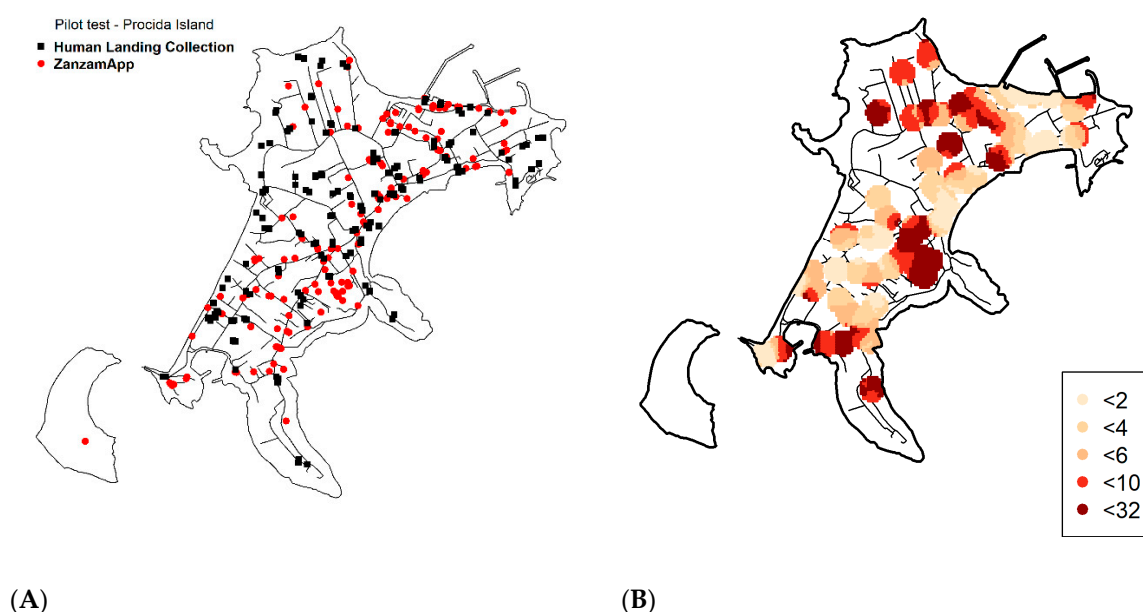 Pilot test - Procida Island
Human Landing Collection
ZanzamApp
<2
<4
<6
<10
<32
(A)
(B)